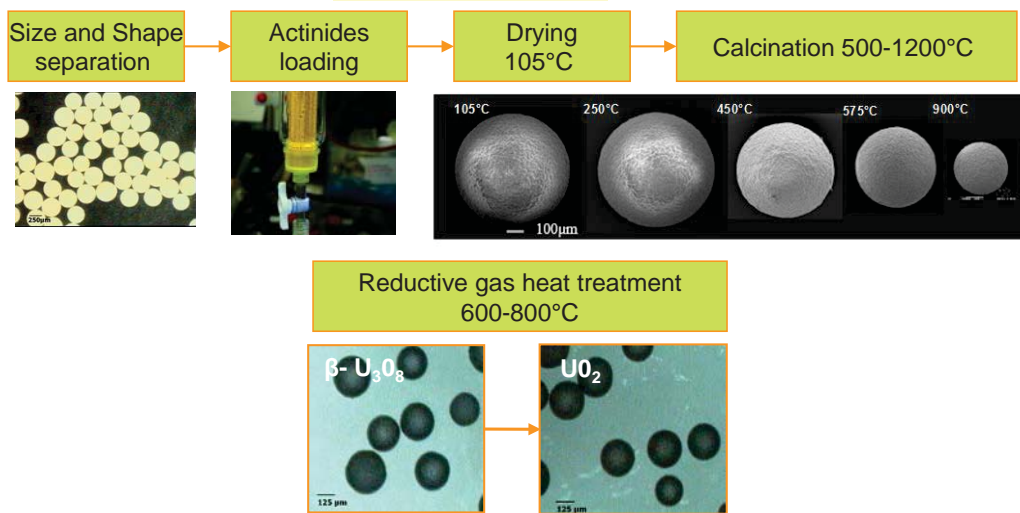 Size and Shape
separation
Actinides
loading
Drying
105°C
Calcination 500-1200°C
250µm
105°C
250°C
450°C
575°C
900°C
100µm
Reductive gas heat treatment
600-800°C
β- U₃0₈
U0₂
125 µm
125 µm